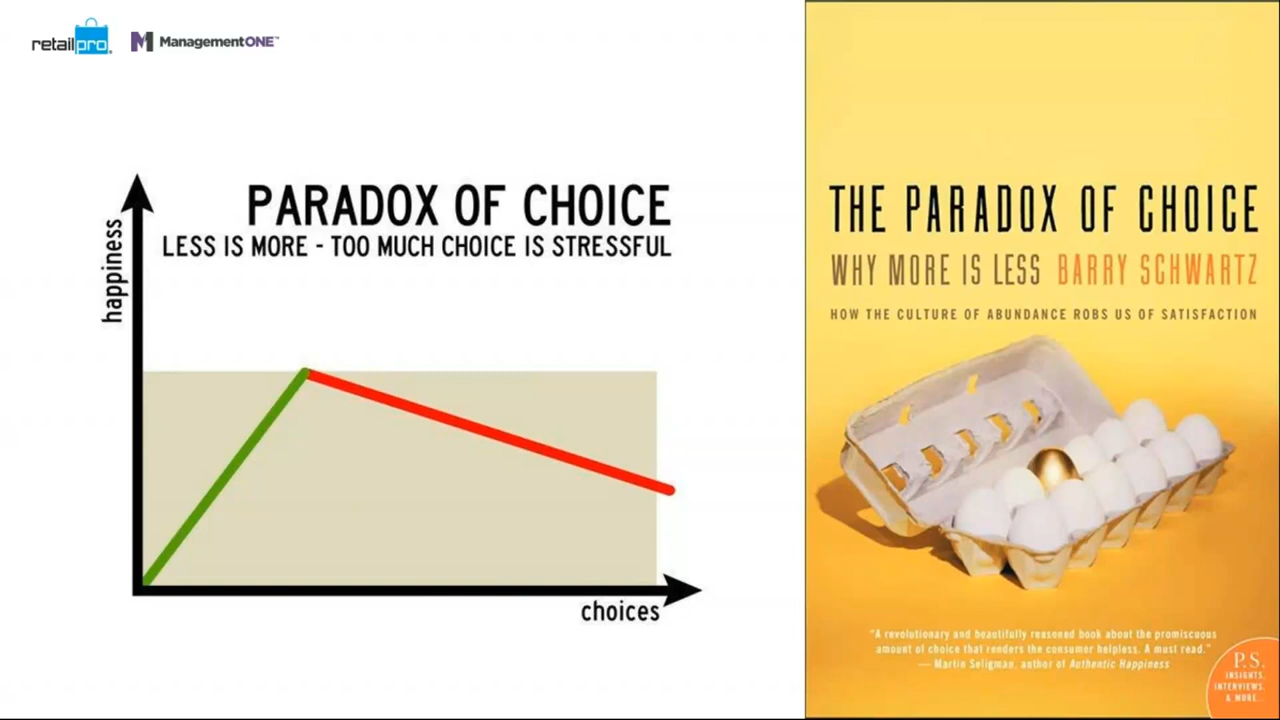 retailpro.
ManagementONE™
PARADOX OF CHOICE
LESS IS MORE - TOO MUCH CHOICE IS STRESSFUL
happiness
choices
THE PARADOX OF CHOICE
WHY MORE IS LESS BARRY SCHWARTZ
HOW THE CULTURE OF ABUNDANCE ROBS US OF SATISFACTION
"A revolutionary and beautifully reasoned book about the promiscuous
amount of choice that renders the consumer helpless. A must read."
— Martin Seligman, author of Authentic Happiness
P.S.
INSIGHTS,
INTERVIEWS,
& MORE...